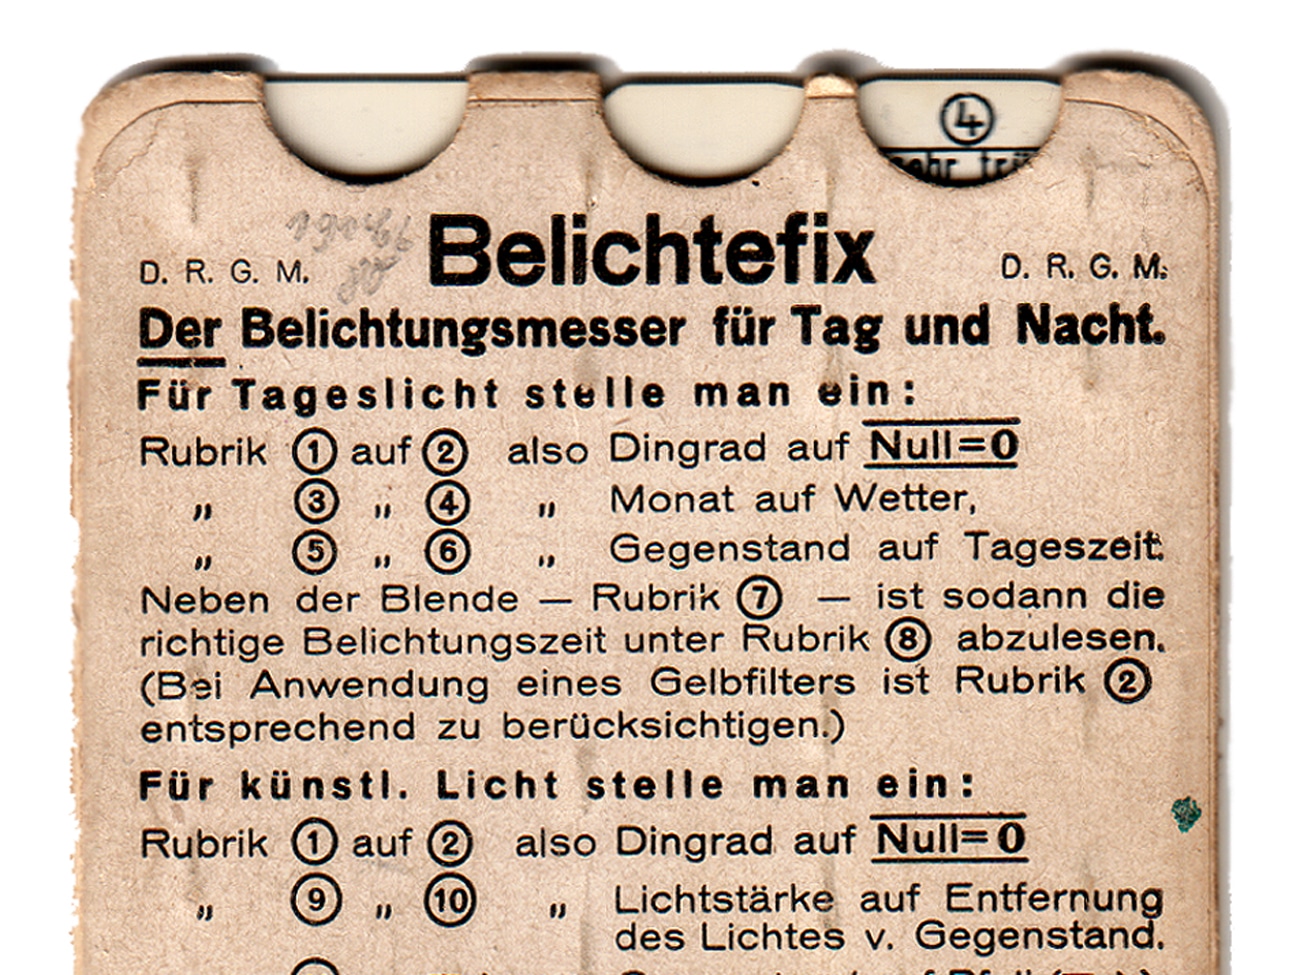 ④
sehr trü
Belichtefix
D. R. G. M. D. R. G. M.
Der Belichtungsmesser für Tag und Nacht.
Für Tageslicht stelle man ein:
Rubrik ① auf ② also Dingrad auf Null=0
„ ③ „ ④ „ Monat auf Wetter,
„ ⑤ „ ⑥ „ Gegenstand auf Tageszeit.
Neben der Blende — Rubrik ⑦ — ist sodann die
richtige Belichtungszeit unter Rubrik ⑧ abzulesen.
(Bei Anwendung eines Gelbfilters ist Rubrik ②
entsprechend zu berücksichtigen.)
Für künstl. Licht stelle man ein:
Rubrik ① auf ② also Dingrad auf Null=0
„ ⑨ „ ⑩ „ Lichtstärke auf Entfernung
des Lichtes v. Gegenstand.